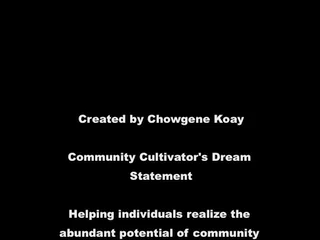 Created by Chowgene Koay
Community Cultivator's Dream
Statement
Helping individuals realize the
abundant potential of community